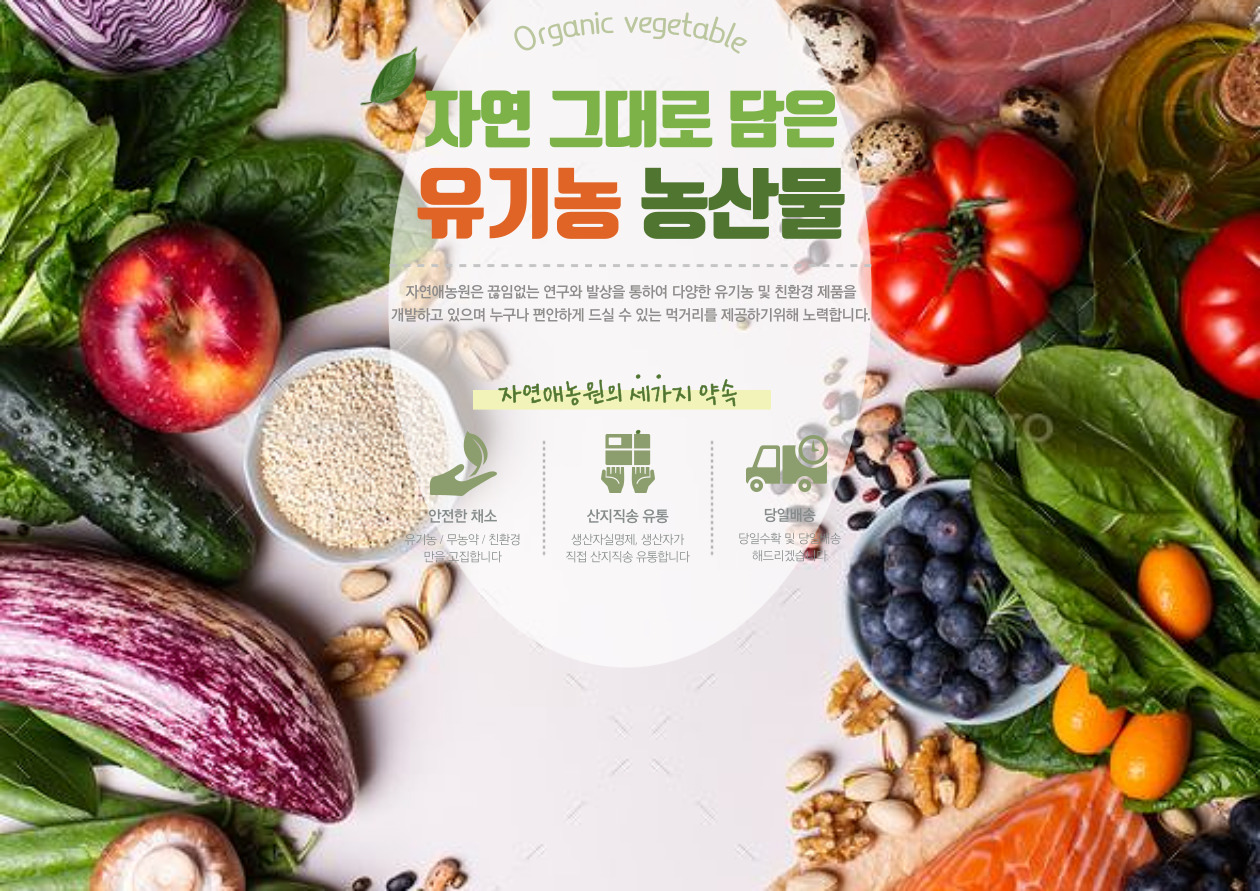 Organic vegetable
자연 그대로 담은
유기농 농산물
자연애농원은 끊임없는 연구와 발상을 통하여 다양한 유기농 및 친환경 제품을
개발하고 있으며 누구나 편안하게 드실 수 있는 먹거리를 제공하기위해 노력합니다.
자연애농원의 세가지 약속
안전한 채소
유기농 / 무농약 / 친환경
만을 고집합니다
산지직송 유통
생산자실명제, 생산자가
직접 산지직송 유통합니다
당일배송
당일수확 및 당일배송
해드리겠습니다